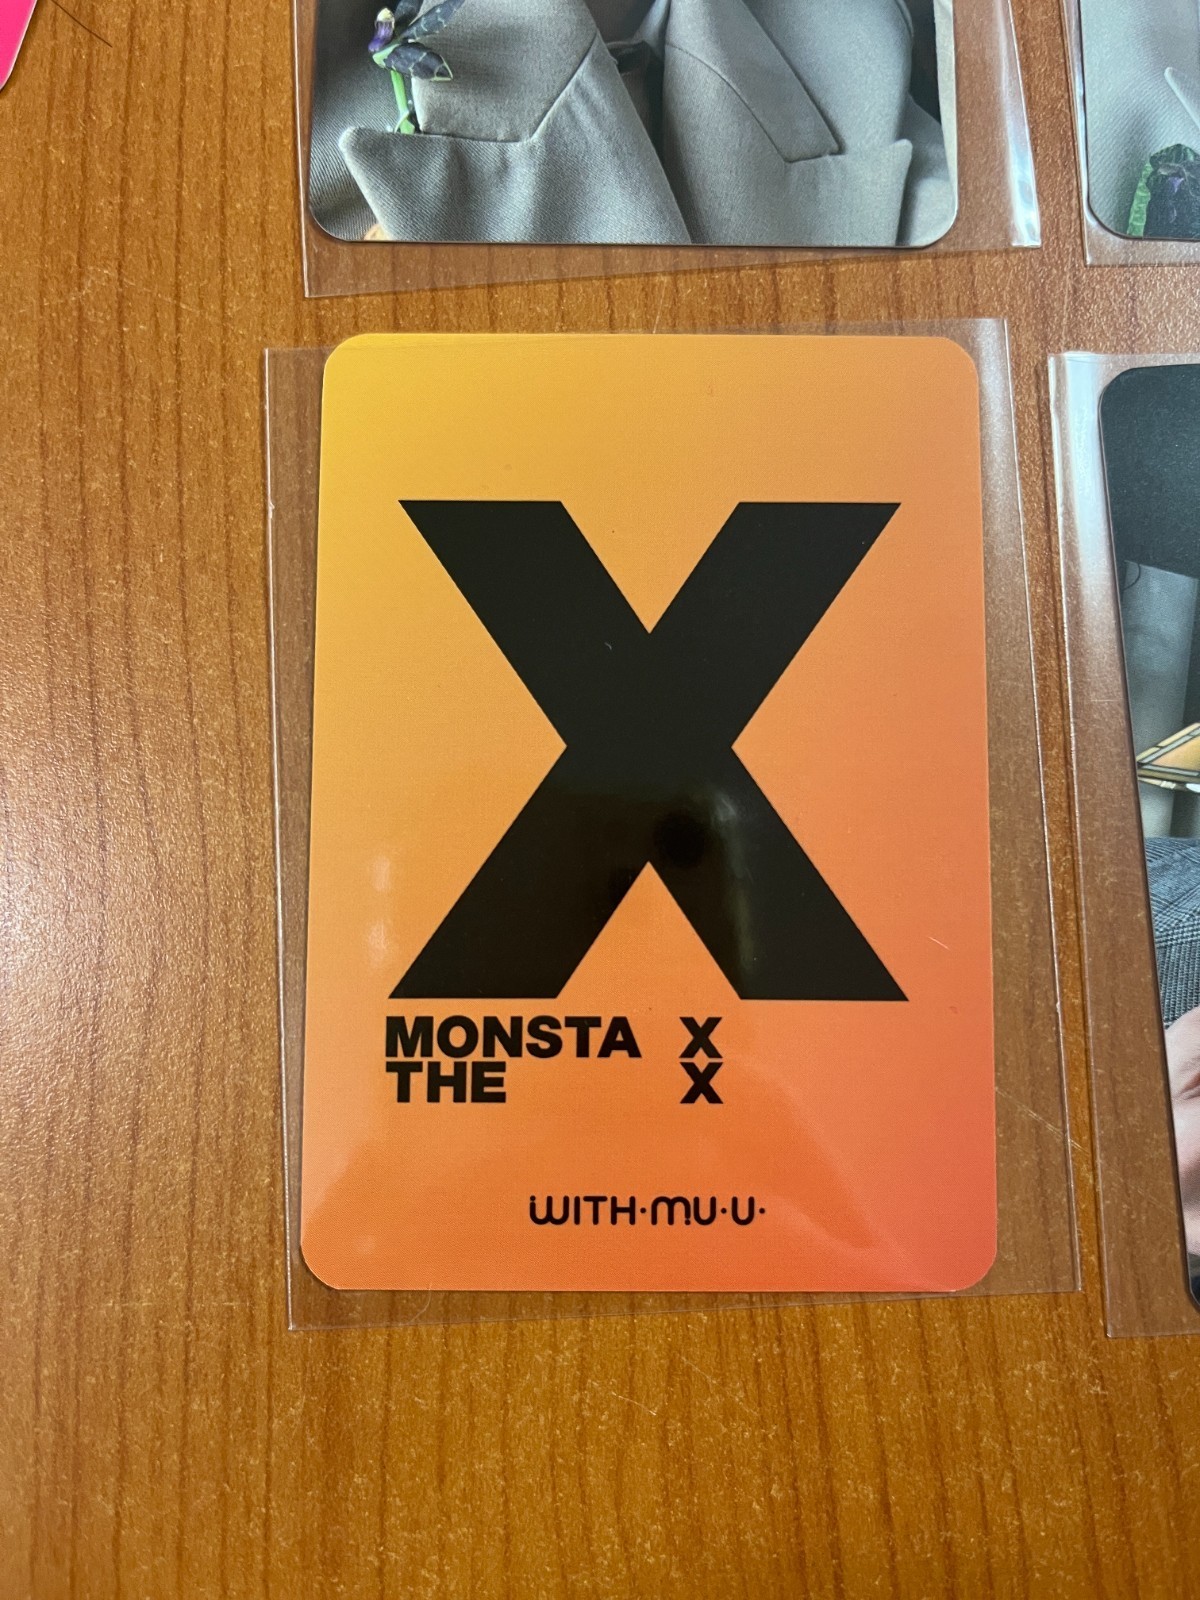 X
MONSTA X
THE X
WITH·MU·U·